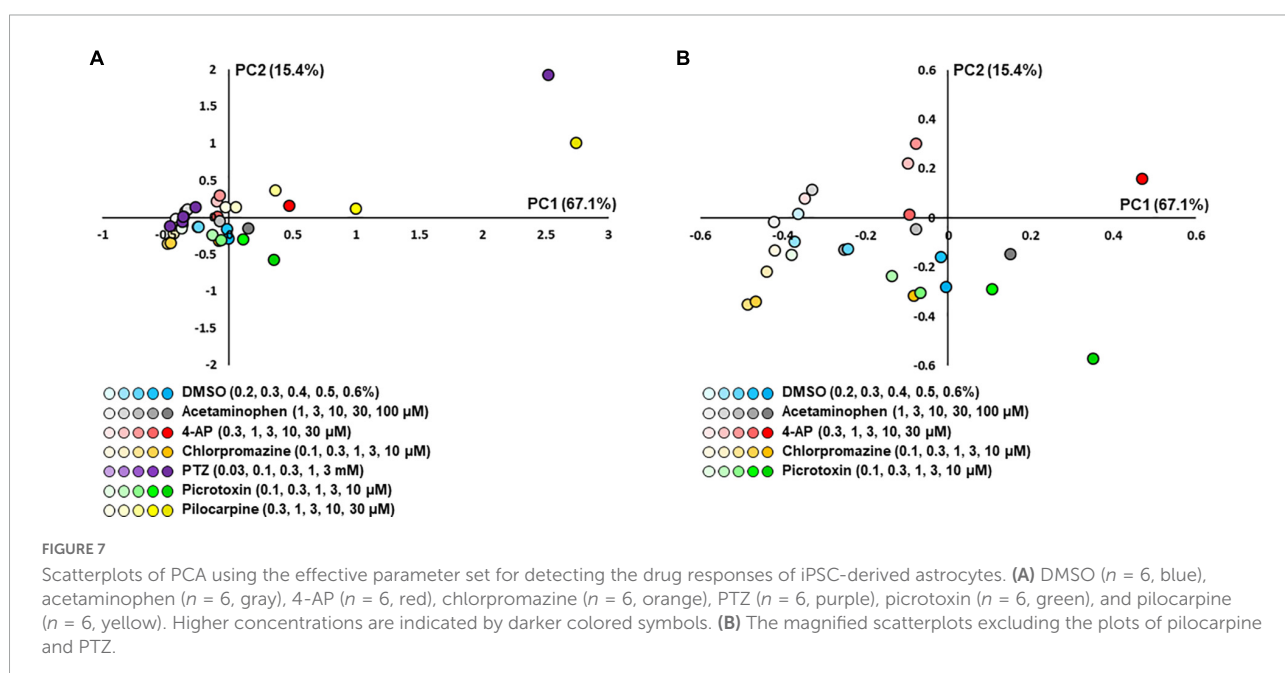 A
B
PC2 (15.4%)
PC2 (15.4%)
2
1.5
1
0.5
0
-0.5
-1
-1.5
-2
-1
-0.5
0.5
1
1.5
2
2.5
3
PC1 (67.1%)
0.6
0.4
0.2
0
-0.2
-0.4
-0.6
-0.6
-0.4
-0.2
0
0.2
0.4
0.6
PC1 (67.1%)
DMSO (0.2, 0.3, 0.4, 0.5, 0.6%)
Acetaminophen (1, 3, 10, 30, 100 µM)
4-AP (0.3, 1, 3, 10, 30 µM)
Chlorpromazine (0.1, 0.3, 1, 3, 10 µM)
PTZ (0.03, 0.1, 0.3, 1, 3 mM)
Picrotoxin (0.1, 0.3, 1, 3, 10 µM)
Pilocarpine (0.3, 1, 3, 10, 30 µM)
DMSO (0.2, 0.3, 0.4, 0.5, 0.6%)
Acetaminophen (1, 3, 10, 30, 100 µM)
4-AP (0.3, 1, 3, 10, 30 µM)
Chlorpromazine (0.1, 0.3, 1, 3, 10 µM)
Picrotoxin (0.1, 0.3, 1, 3, 10 µM)
FIGURE 7
Scatterplots of PCA using the effective parameter set for detecting the drug responses of iPSC-derived astrocytes. (A) DMSO (n = 6, blue),
acetaminophen (n = 6, gray), 4-AP (n = 6, red), chlorpromazine (n = 6, orange), PTZ (n = 6, purple), picrotoxin (n = 6, green), and pilocarpine
(n = 6, yellow). Higher concentrations are indicated by darker colored symbols. (B) The magnified scatterplots excluding the plots of pilocarpine
and PTZ.